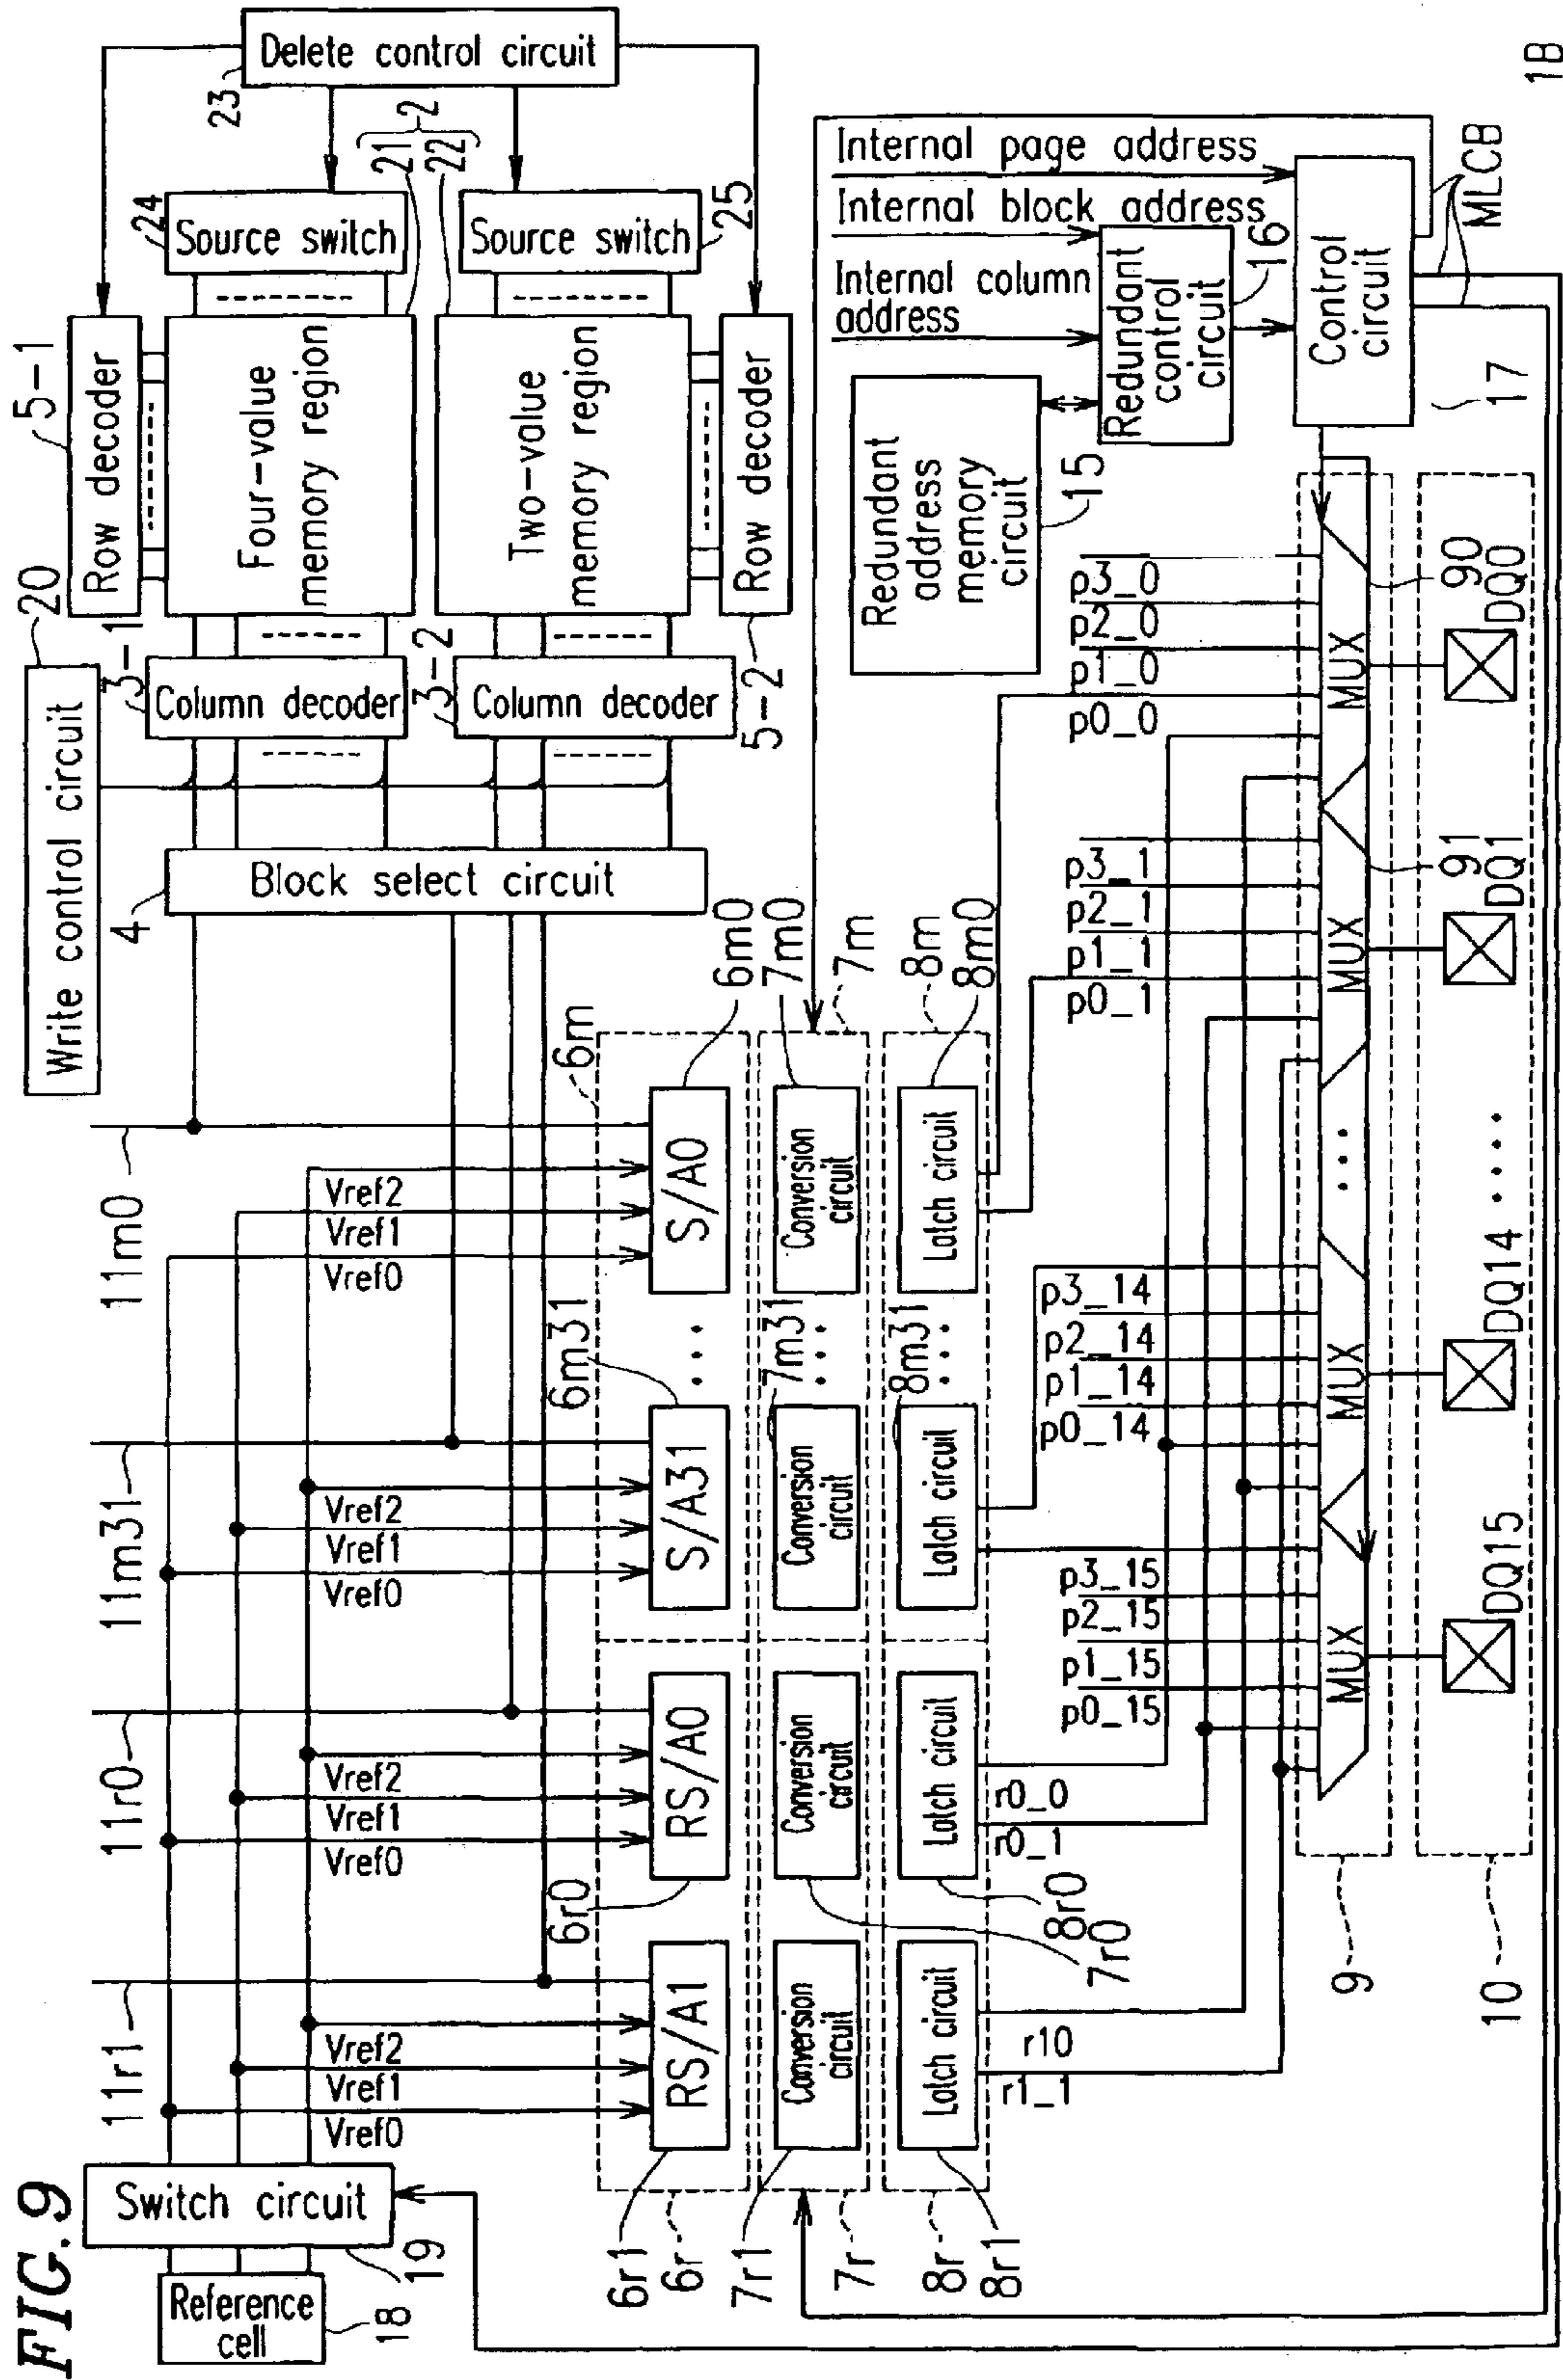 FIG. 9
1B
Reference
cell
18
Switch circuit
19
11r1
11r0
11m31
11m0
Vref2
Vref1
Vref0
Vref2
Vref1
Vref0
Vref2
Vref1
Vref0
Vref2
Vref1
Vref0
Write control circuit
20
Row decoder
5-1
Delete control circuit
23
Column decoder
3-1
Four-value
memory region
Source switch
24
21
22
2
Block select circuit
4
Column decoder
3-2
Two-value
memory region
Source switch
25
Row decoder
5-2
6m
RS/A1
RS/A0
S/A31
S/A0
6r1
6r
6r0
6m31
6m0
Conversion
circuit
Conversion
circuit
Conversion
circuit
Conversion
circuit
7r1
7r
7r0
7m31
7m0
7m
Latch circuit
Latch circuit
Latch circuit
Latch circuit
8r
8r1
8r0
8m31
8m
8m0
r10
r1_1
r0_0
r0_1
Redundant
address
memory
circuit
15
Internal column
address
Internal block address
Internal page address
Redundant
control
circuit
16
Control
circuit
17
MLCB
p3_15
p2_15
p1_15
p0_15
p3_14
p2_14
p1_14
p0_14
p3_1
p2_1
p1_1
p0_1
p3_0
p2_0
p1_0
p0_0
9
MUX
MUX
MUX
MUX
91
90
10
DQ15
DQ14
DQ1
DQ0